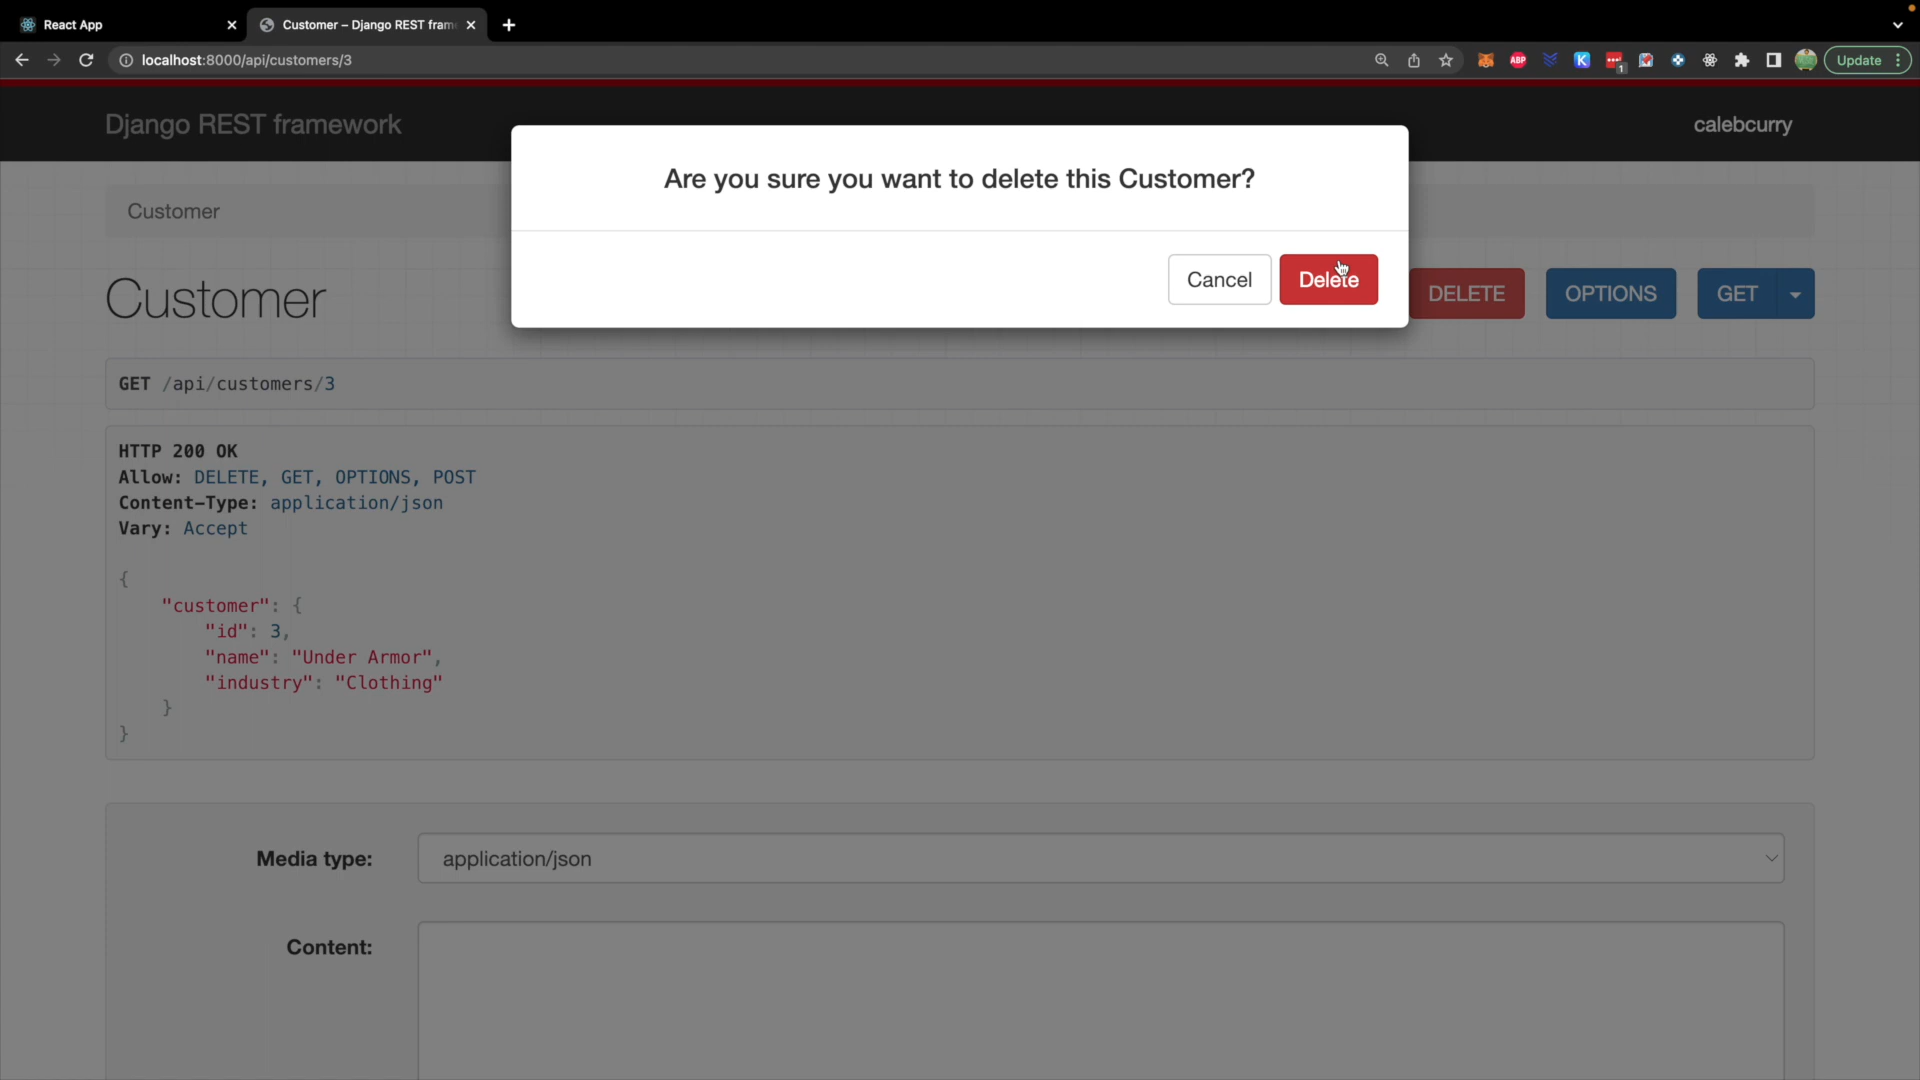 React App
Customer – Django REST fram
localhost:8000/api/customers/3
ABP
K
1
Update
Django REST framework
calebcurry
Are you sure you want to delete this Customer?
Cancel
Delete
Customer
Customer
DELETE
OPTIONS
GET
GET /api/customers/3
HTTP 200 OK
Allow: DELETE, GET, OPTIONS, POST
Content-Type: application/json
Vary: Accept
{
"customer": {
"id": 3,
"name": "Under Armor",
"industry": "Clothing"
}
}
Media type:
application/json
Content: